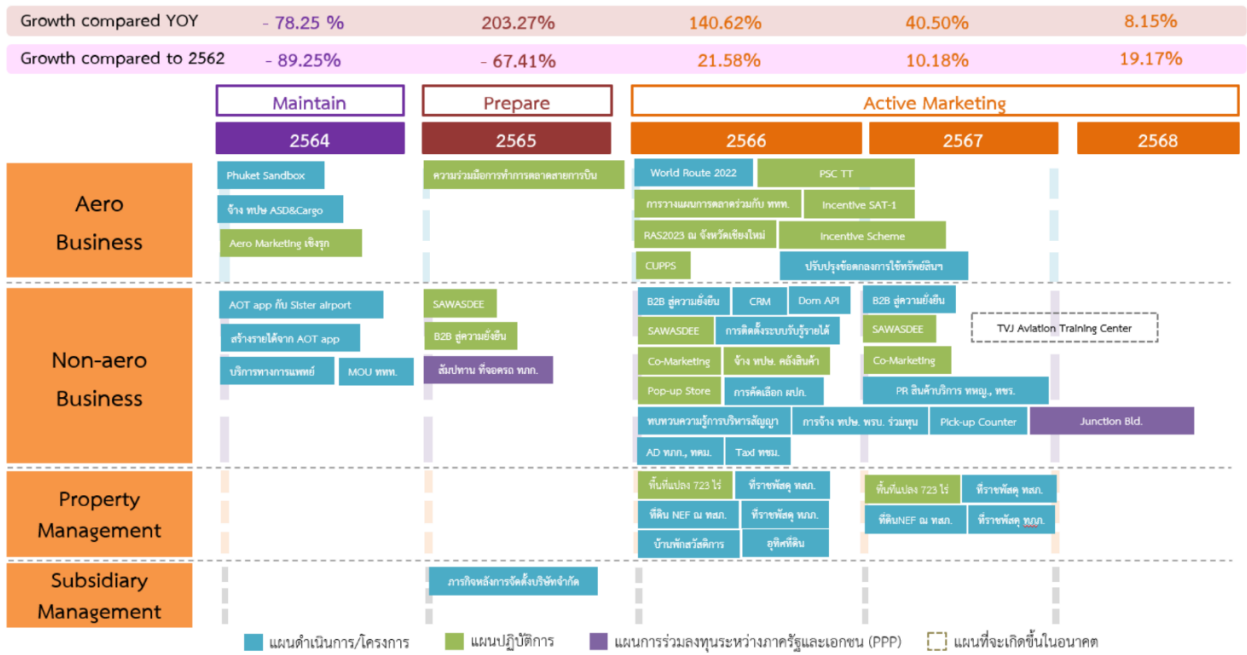 Growth compared YOY - 78.25 % 203.27% 140.62% 40.50% 8.15%
Growth compared to 2562 - 89.25% - 67.41% 21.58% 10.18% 19.17%
Maintain Prepare Active Marketing
2564 2565 2566 2567 2568
Aero
Business
Phuket Sandbox
จ้าง ทปษ ASD&Cargo
Aero Marketing เชิงรุก
ความร่วมมือการทำการตลาดสายการบิน
World Route 2022 PSC TT
การวางแผนการตลาดร่วมกับ ททท. Incentive SAT-1
RAS2023 ณ จังหวัดเชียงใหม่ Incentive Scheme
CUPPS ปรับปรุงข้อตกลงการใช้ทรัพย์สินฯ
Non-aero
Business
AOT app กับ Sister airport
สร้างรายได้จาก AOT app
บริการทางการแพทย์ MOU ททท.
SAWASDEE
B2B สู่ความยั่งยืน
สัมปทาน ที่จอดรถ ทภก.
B2B สู่ความยั่งยืน CRM Dom API
SAWASDEE การติดตั้งระบบรับรู้รายได้
Co-Marketing จ้าง ทปษ. คลังสินค้า
Pop-up Store การคัดเลือก ผปก.
ทบทวนความรู้การบริหารสัญญา การจ้าง ทปษ. พรบ. ร่วมทุน Pick-up Counter Junction Bld.
AD ทภก., ทดม. Taxi ทชม.
B2B สู่ความยั่งยืน
SAWASDEE TVJ Aviation Training Center
Co-Marketing
PR สินค้าบริการ ทหญ., ทชร.
Property
Management
พื้นที่แปลง 723 ไร่ ที่ราชพัสดุ ทสภ.
ที่ดิน NEF ณ ทสภ. ที่ราชพัสดุ ทภก.
บ้านพักสวัสดิการ อุทิศที่ดิน
พื้นที่แปลง 723 ไร่ ที่ราชพัสดุ ทสภ.
ที่ดินNEF ณ ทสภ. ที่ราชพัสดุ ทภก.
Subsidiary
Management
ภารกิจหลังการจัดตั้งบริษัทจำกัด
แผนดำเนินการ/โครงการ แผนปฏิบัติการ แผนการร่วมลงทุนระหว่างภาครัฐและเอกชน (PPP) แผนที่จะเกิดขึ้นในอนาคต